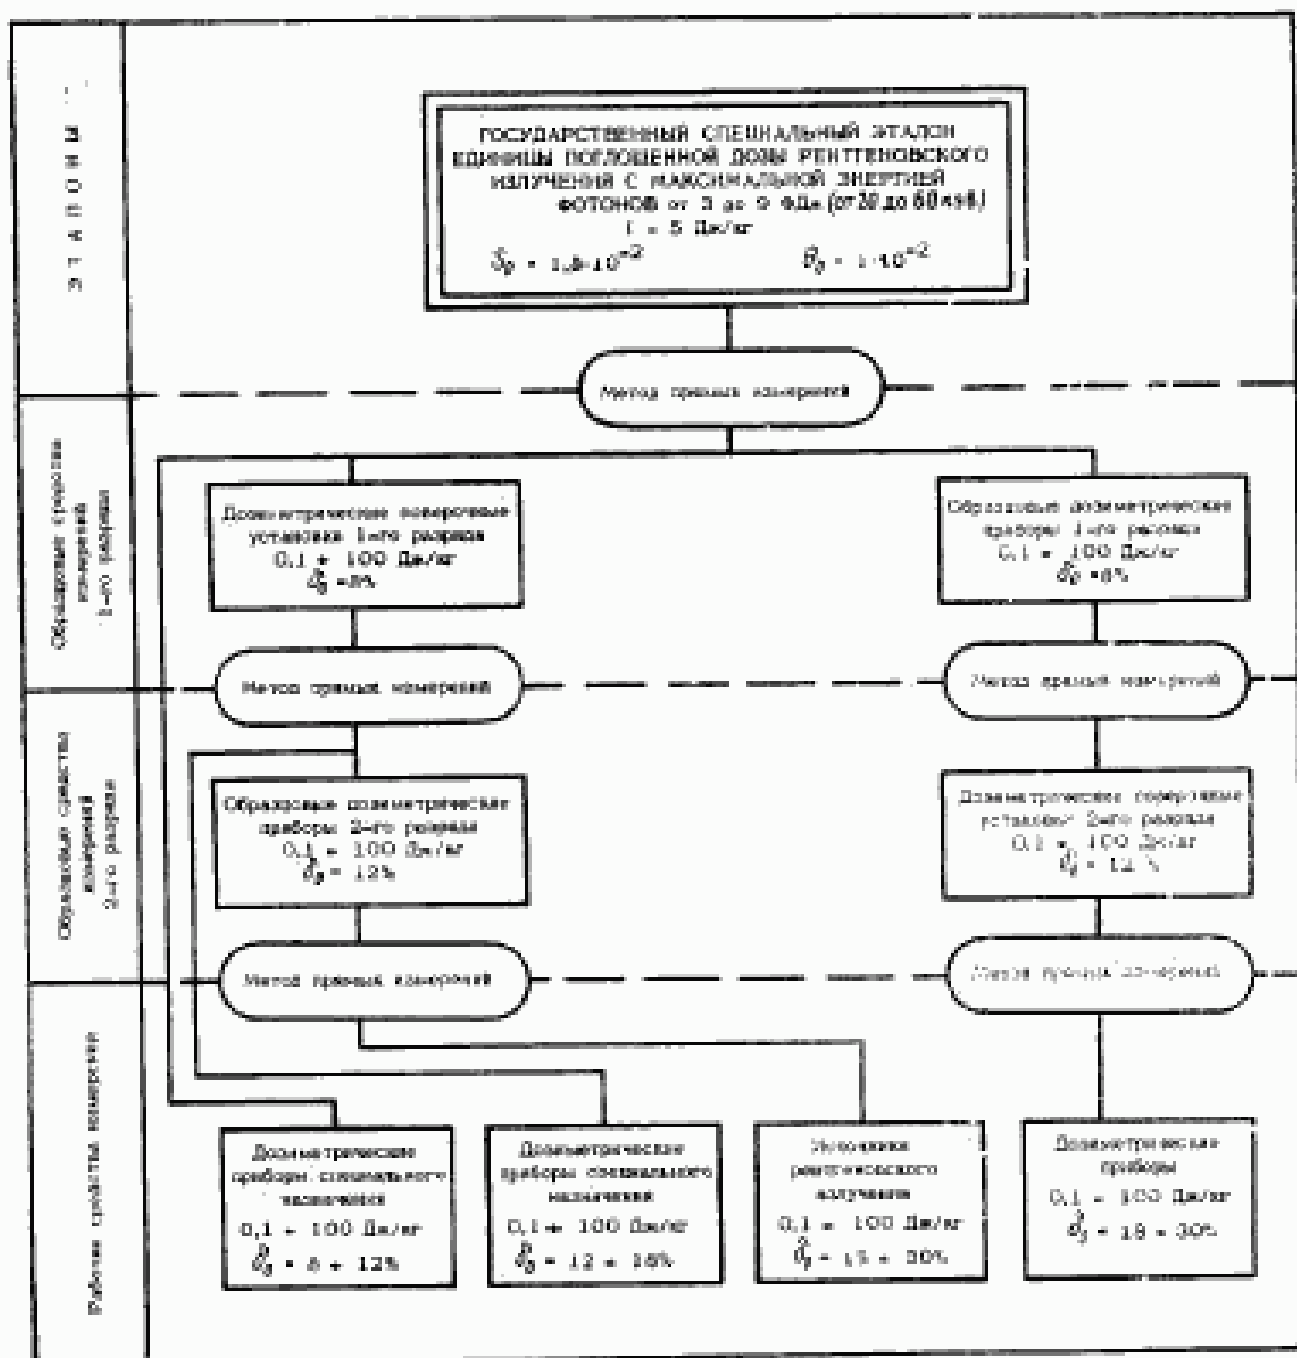 ЭТАЛОНЫ
ГОСУДАРСТВЕННЫЙ СПЕЦИАЛЬНЫЙ ЭТАЛОН
ЕДИНИЦЫ ПОГЛОЩЕННОЙ ДОЗЫ РЕНТГЕНОВСКОГО
ИЗЛУЧЕНИЯ С МАКСИМАЛЬНОЙ ЭНЕРГИЕЙ
ФОТОНОВ от 3 до 9 фДж (от 20 до 60 кэВ)
1 ÷ 5 Дж/кг
Метод прямых измерений
Образцовые средства
измерений
1-го разряда
Дозиметрические поверочные
установки 1-го разряда
0,1 ÷ 100 Дж/кг
Образцовые дозиметрические
приборы 1-го разряда
0,1 ÷ 100 Дж/кг
Метод прямых измерений
Метод прямых измерений
Образцовые средства
измерений
2-го разряда
Образцовые дозиметрические
приборы 2-го разряда
0,1 ÷ 100 Дж/кг
δ₀ = 12%
Дозиметрические поверочные
установки 2-го разряда
0,1 ÷ 100 Дж/кг
δ₀ = 12 %
Метод прямых измерений
Метод прямых измерений
Рабочие средства измерений
Дозиметрические
приборы специального
назначения
0,1 ÷ 100 Дж/кг
δ₀ = 8 ÷ 12%
Дозиметрические
приборы специального
назначения
0,1 ÷ 100 Дж/кг
δ₀ = 12 ÷ 18%
Источники
рентгеновского
излучения
0,1 ÷ 100 Дж/кг
Дозиметрические
приборы
0,1 ÷ 100 Дж/кг
δ₀ = 18 ÷ 30%